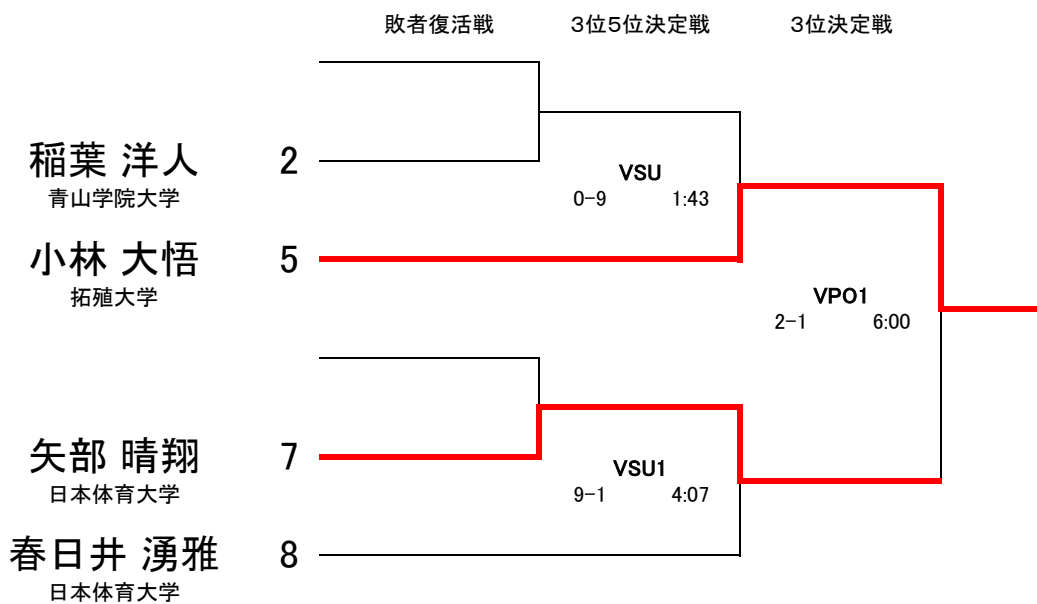 敗者復活戦 3位5位決定戦 3位決定戦
稲葉 洋人 2
青山学院大学
VSU
0-9 1:43
小林 大悟 5
拓殖大学
VPO1
2-1 6:00
矢部 晴翔 7
日本体育大学
VSU1
9-1 4:07
春日井 湧雅 8
日本体育大学